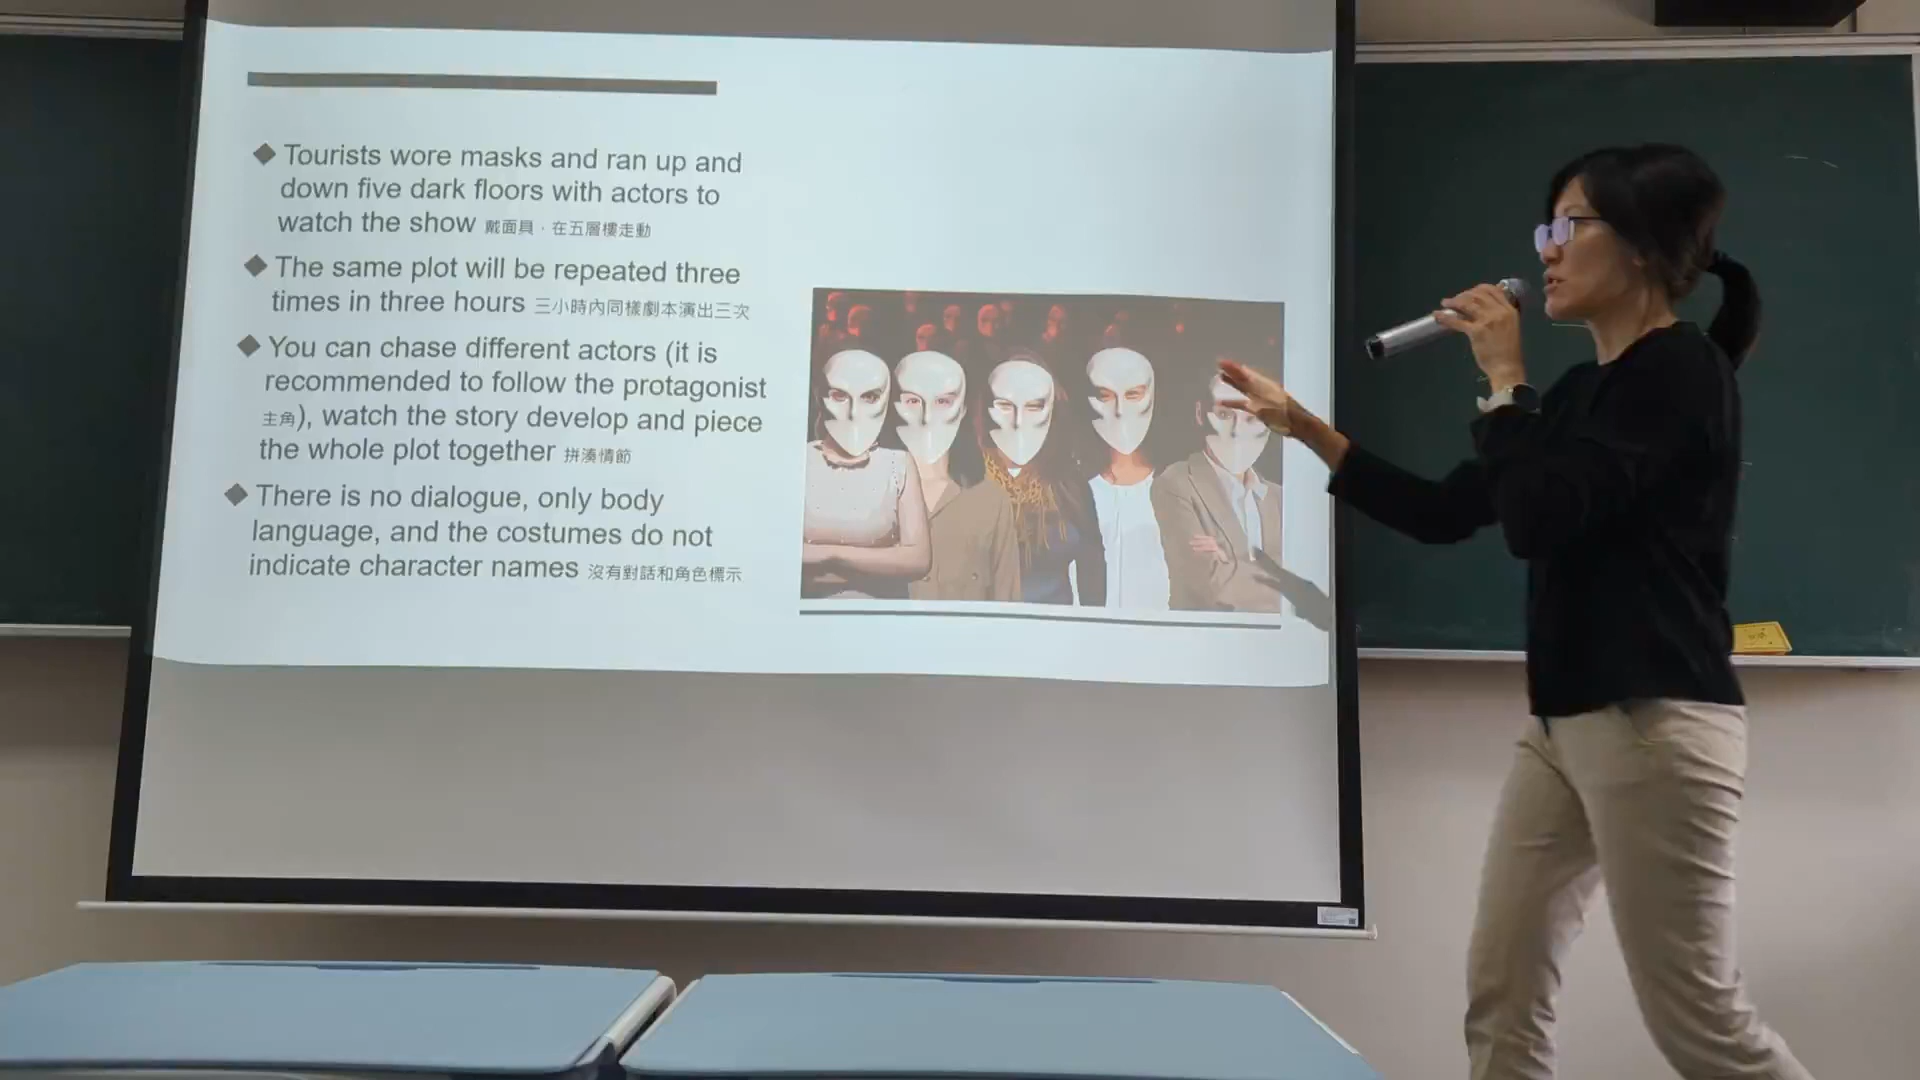 Tourists wore masks and ran up and
down five dark floors with actors to
watch the show 戴面具，在五層樓走動
The same plot will be repeated three
times in three hours 三小時內同樣劇本演出三次
You can chase different actors (it is
recommended to follow the protagonist
主角), watch the story develop and piece
the whole plot together 拼湊情節
There is no dialogue, only body
language, and the costumes do not
indicate character names 沒有對話和角色標示